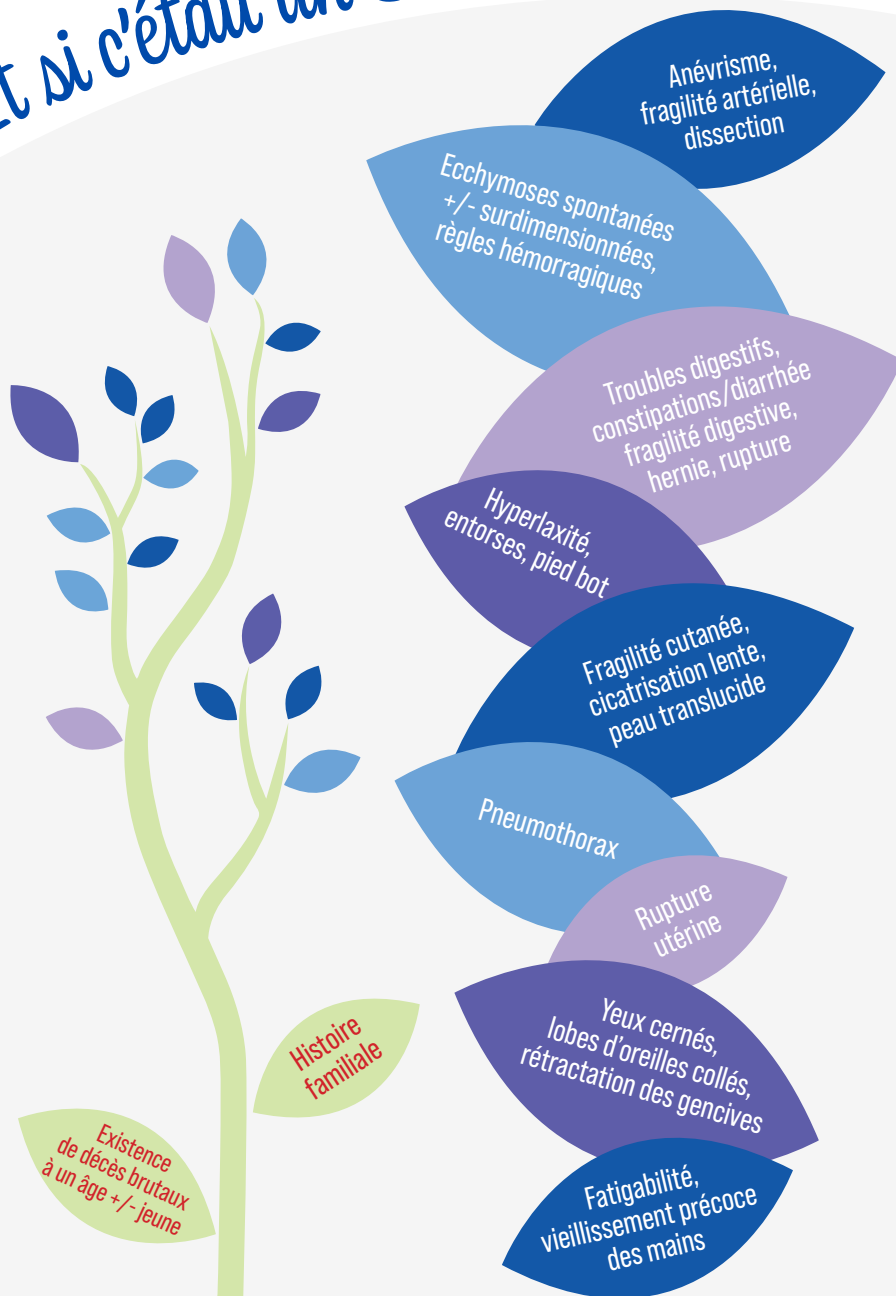 Et si c'était un
Anévrisme,
fragilité artérielle,
dissection
Ecchymoses spontanées
+/- surdimensionnées,
règles hémorragiques
Troubles digestifs,
constipations/diarrhée
fragilité digestive,
hernie, rupture
Hyperlaxité,
entorses, pied bot
Fragilité cutanée,
cicatrisation lente,
peau translucide
Pneumothorax
Rupture
utérine
Yeux cernés,
lobes d'oreilles collés,
rétractation des gencives
Fatigabilité,
vieillissement précoce
des mains
Histoire
familiale
Existence
de décès brutaux
à un âge +/- jeune